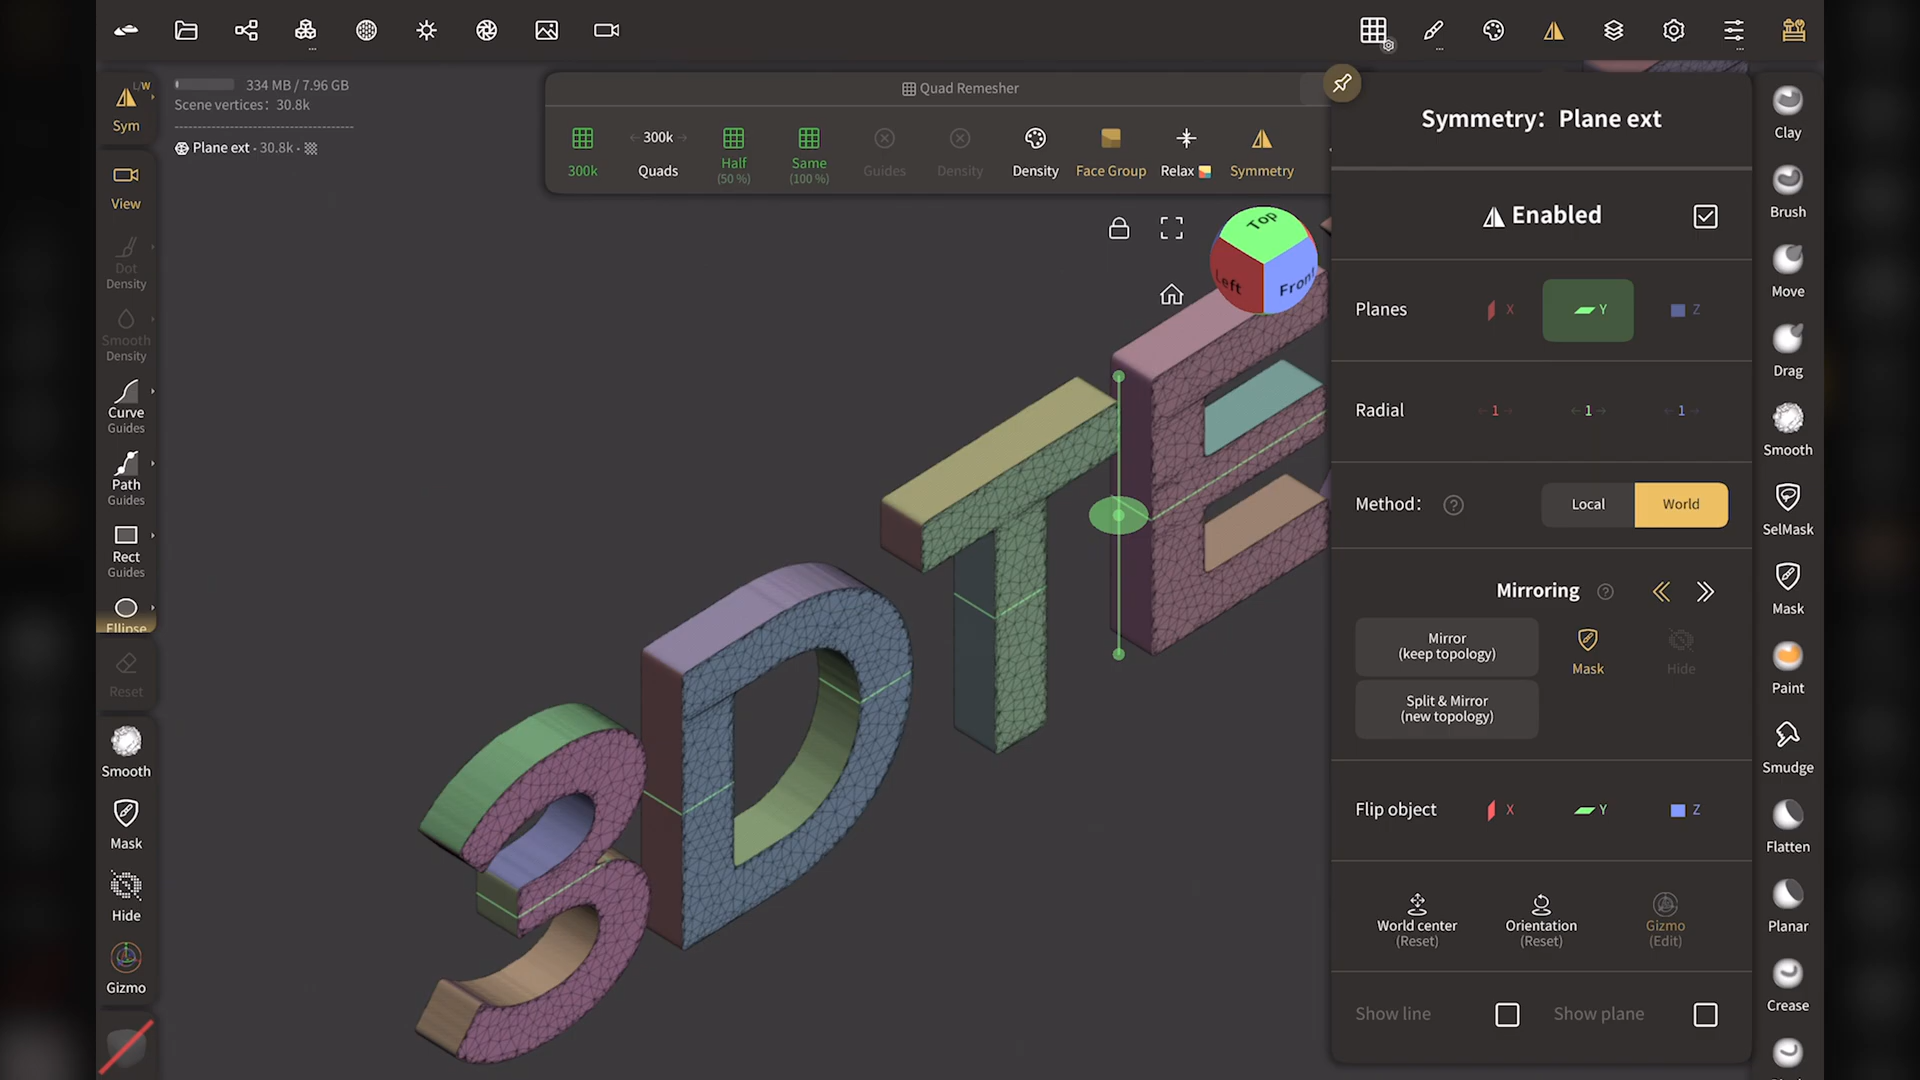 334 MB / 7.96 GB
Scene vertices: 30.8k
Plane ext · 30.8k ·
L/W
Sym
View
Dot
Density
Smooth
Density
Curve
Guides
Path
Guides
Rect
Guides
Ellipse
Reset
Smooth
Mask
Hide
Gizmo
Quad Remesher
300k
300k
Quads
Half
(50 %)
Same
(100 %)
Guides
Density
Density
Face Group
Relax
Symmetry
Top
Left
Front
3DTE
Symmetry: Plane ext
Enabled
Planes
X
Y
Z
Radial
1
1
1
Method:
?
Local
World
Mirroring
?
Mirror
(keep topology)
Mask
Hide
Split & Mirror
(new topology)
Flip object
X
Y
Z
World center
(Reset)
Orientation
(Reset)
Gizmo
(Edit)
Show line
Show plane
Clay
Brush
Move
Drag
Smooth
SelMask
Mask
Paint
Smudge
Flatten
Planar
Crease